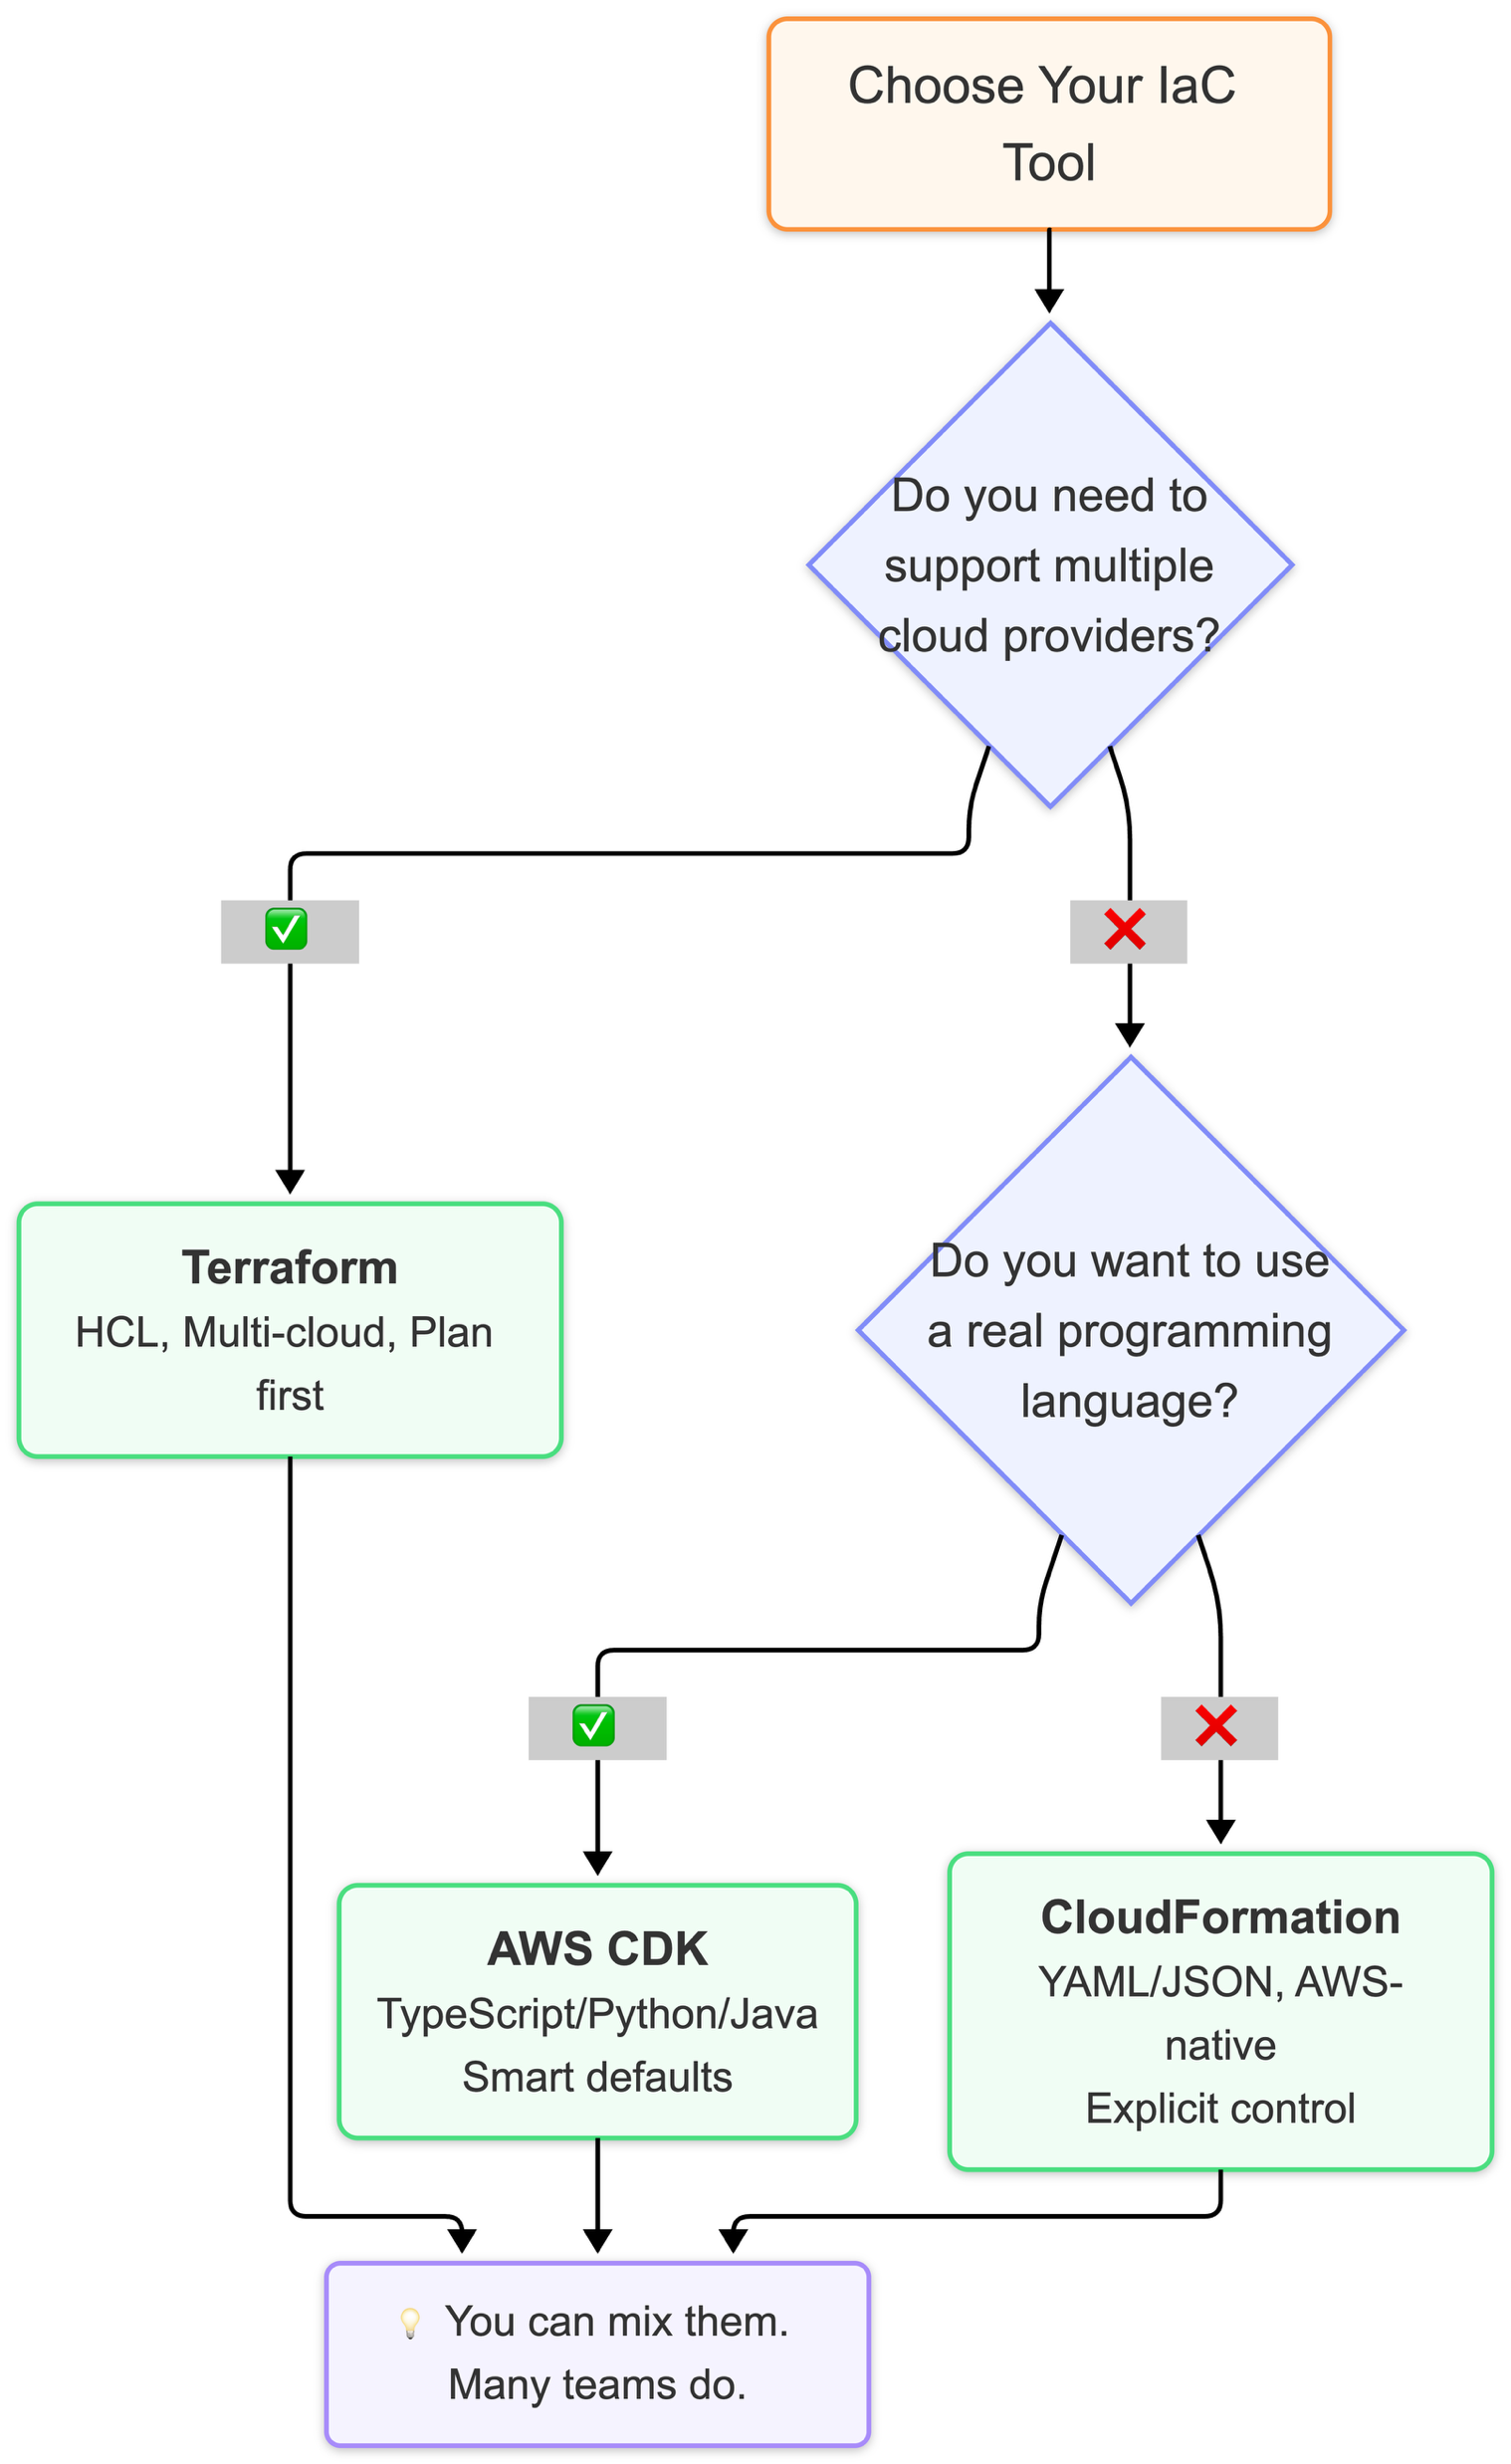 Choose Your IaC
Tool
Do you need to
support multiple
cloud providers?
✅
❌
Terraform
HCL, Multi-cloud, Plan
first
Do you want to use
a real programming
language?
✅
❌
AWS CDK
TypeScript/Python/Java
Smart defaults
CloudFormation
YAML/JSON, AWS-
native
Explicit control
💡 You can mix them.
Many teams do.